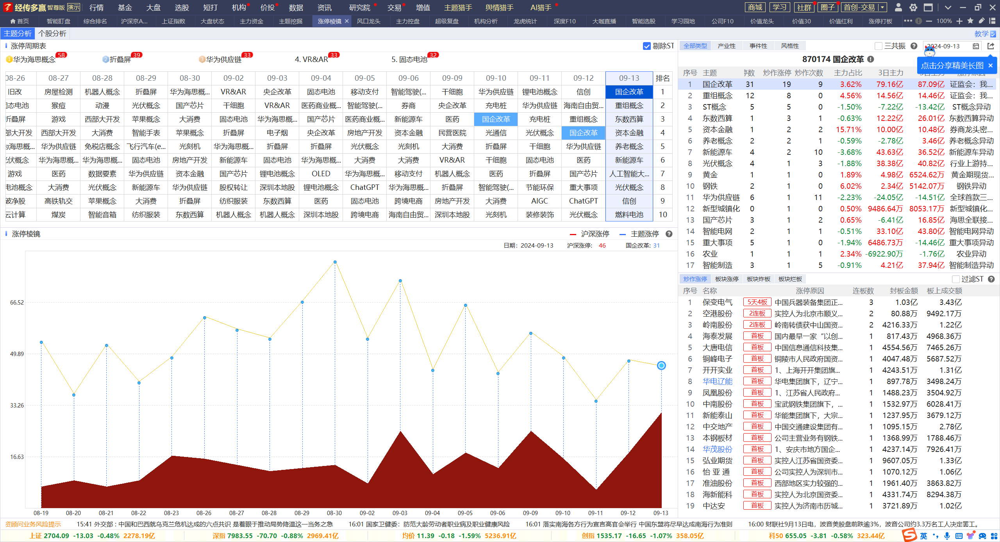 经传多赢 智尊版 演示 行情 基金 大盘 选股 短打 机构 价投 数据 资讯 研究院 交易 增值 主题猎手 舆情猎手 AI猎手 商城 学习 社群 圈子 首创-交易
首页 智能盯盘 综合排名 沪深京A... 上证指数 大盘状态 主力资金 主题挖掘 涨停棱镜 风口龙头 主力控盘 超级复盘 机构分析 龙虎统计 深度F10 大咖直播 智能选股 学习园地 公司F10 价值龙头 价值30 价值红利 涨停打板 100%
主题分析 个股分析 教学
涨停周期表 剔除ST
1 华为海思概念 58 2 折叠屏 39 3 华为供应链 33 4. VR&AR 33 5. 固态电池 32
08-26 08-27 08-28 08-29 08-30 09-02 09-03 09-04 09-05 09-06 09-09 09-10 09-11 09-12 09-13 排名
旧改 房屋检测 机器人概念 折叠屏 华为海思概... VR&AR 央企改革 固态电池 移动支付 智能驾驶(... 干细胞 华为供应链 锂电池概念 信创 国企改革 1
固态电池 猴痘 动漫 光伏概念 国产芯片 干细胞 VR&AR 医药商业概... 智能驾驶(... 券商 央企改革 充电桩 华为供应链 海南自由贸... 重组概念 2
折叠屏 游戏 西部大开发 苹果概念 大消费 固态电池 华为海思概... 国产芯片 医药商业概... 新能源车 医药 国企改革 充电桩 重组概念 东数西算 3
部大开发 西部大开发 大消费 智能手表 苹果概念 折叠屏 电子烟 央企改革 房地产开发 资本金融 民营医院 光通信 光伏概念 国企改革 资本金融 4
为海思概... 华为供应链 免税店概念 飞行汽车(e... 光刻机 华为海思概... 折叠屏 折叠屏 光伏概念 光刻机 大消费 折叠屏 干细胞 华为供应链 养老概念 5
光伏概念 华为海思概... 华为海思概... 固态电池 房地产开发 新能源车 固态电池 华为海思概... 大消费 大消费 VR&AR 干细胞 固态电池 医药 新能源车 6
游戏 医药 数据要素 华为供应链 资本金融 国产芯片 锂电池概念 OLED 华为海思概... 移动支付 机器人概念 医药 折叠屏 国产芯片 人工智能大... 7
电池概念 大消费 光伏概念 新能源车 华为供应链 股权转让 深圳本地股 锂电池概念 ChatGPT 华为海思概... 折叠屏 智能驾驶(... 节能环保 重大事项 光伏概念 8
破净股 高铁轨交 苹果概念 大消费 折叠屏 纺织服装 东数西算 医药 固态电池 跨境电商 房地产开发 大消费 AIGC ChatGPT 信创 9
云计算 煤炭 智能音箱 纺织服装 东数西算 机器人概念 机器人概念 深圳本地股 跨境电商 海南自由贸... 深圳本地股 光刻机 装修装饰 光伏概念 燃料电池 10
涨停棱镜 沪深涨停 主题涨停
日期: 2024-09-13 沪深涨停: 46 国企改革: 31
66.52
49.89
33.26
16.63
08-19 08-20 08-21 08-22 08-23 08-26 08-27 08-28 08-29 08-30 09-02 09-03 09-04 09-05 09-06 09-09 09-10 09-11 09-12 09-13
全部类型 产业性 事件性 风格性 三共振 2024-09-13
870174 国企改革
点击分享精美长图
序号 主题 炒作涨停 炒作次数 主力占比 3日主力
1 国企改革 31 19 9 3.62% 79.16亿 87.09亿 证监会：我...
2 重组概念 12 8 0 4.56% 14.56亿 14.46亿 证监会：我...
3 ST概念 5 5 0 -1.50% -7.22亿 -13.42亿 ST概念异动
4 东数西算 1 3 1 -0.63% 12.22亿 26.01亿 东数西算异动
5 资本金融 1 2 2 15.71% 10.00亿 10.48亿 券商龙头密...
6 养老概念 2 2 1 -0.59% -2.78亿 3.46亿 养老概念异动
7 新能源车 4 2 10 -3.68% 43.63亿 36.52亿 新能源车异动
8 光伏概念 4 1 3 -1.88% 38.38亿 40.82亿 行业上游持...
9 黄金 1 1 0 1.89% 4.98亿 6524.62万 黄金期现货...
10 钢铁 2 1 0 6.02% 2.34亿 5142.07万 钢铁异动
11 华为供应链 6 1 11 -2.23% -24.05亿 -14.51亿 全球首款三...
12 新型城镇化 0 1 0 0.50% 9486.64万 8053.17万 新型城镇化...
13 国产芯片 3 1 2 0.65% -6.41亿 16.85亿 海思全联接...
14 智能电网 2 1 1 -0.51% 33.10亿 43.80亿 智能电网异动
15 重大事项 5 1 0 -1.94% 6486.73万 -14.46亿 重大事项异动
16 农业 1 1 1 2.34% -6922.90万 -1.76亿 农业异动
17 智能制造 3 1 5 -0.91% 4.21亿 37.94亿 智能制造异动
炒作涨停 板块涨停 板块炸板 板块烂板 过滤ST
序号 名称 涨停原因 连板数 封板金额 板上成交额
1 保变电气 5天4板 中国兵器装备集团正... 3 1.03亿 3.43亿
2 空港股份 2连板 实控人为北京市顺义... 2 80.88万 9492.17万
3 岭南股份 2连板 岭南转债获中山国资... 2 4216.33万 1.22亿
4 海泰发展 首板 国内最早一家“以创... 1 817.43万 4968.36万
5 大唐电信 首板 中国信息通信科技集... 1 4554.56万 7465.26万
6 铜峰电子 首板 铜陵市人民政府国资... 1 4047.48万 5687.52万
7 开开实业 首板 1、上海开开集团旗... 1 4243.51万 1.31亿
8 华电辽能 首板 华电集团旗下，辽宁... 1 897.78万 3498.24万
9 凤凰股份 首板 1、江苏省人民政府... 1 1488.23万 3504.92万
10 中南股份 首板 宝武钢铁集团旗下，... 1 1532.97万 6028.41万
11 新能泰山 首板 华能集团旗下，大宗... 1 1237.95万 3679.12万
12 中交地产 首板 中国交通建设集团有... 1 1095.15万 2.78亿
13 本钢板材 首板 公司主营业务有钢铁... 1 1368.99万 1788.46万
14 华茂股份 首板 1、安庆市地方国企... 1 4237.14万 7926.41万
15 弘业期货 首板 实控人江苏省国资委... 1 9607.05万 1.33亿
16 怡 亚 通 首板 公司实控人为深圳市... 1 1070.12万 1.06亿
17 准油股份 首板 西部地区实力较强的... 1 1961.40万 3863.82万
18 海新能科 首板 实控人为北京国资委... 1 4331.74万 8294.38万
19 中达安 首板 实控人为济南市历城... 1 3721.89万 1.02亿
资顾问业务风险提示 15:41 外交部：中国和巴西就乌克兰危机达成的六点共识 是着眼于推动局势降温这一当务之急 16:01 国家卫健委：防范大龄劳动者职业病及职业健康风险 16:01 落实南海各方行为宣言高官会举行 中国东盟将尽早达成南海行为准则 16:00 财联社9月13日电，波音美股盘前跌逾3%，波音公司约3.3万名工人决定罢工。
上证 2704.09 -13.03 -0.48% 2278.19亿 深指 7983.55 -70.70 -0.88% 2969.41亿 均价 11.39 -0.18 -1.59% 5236.91亿 创指 1535.17 -16.65 -1.07% 358.05亿 科50 655.05 -3.81 -0.58% 323.44亿 英